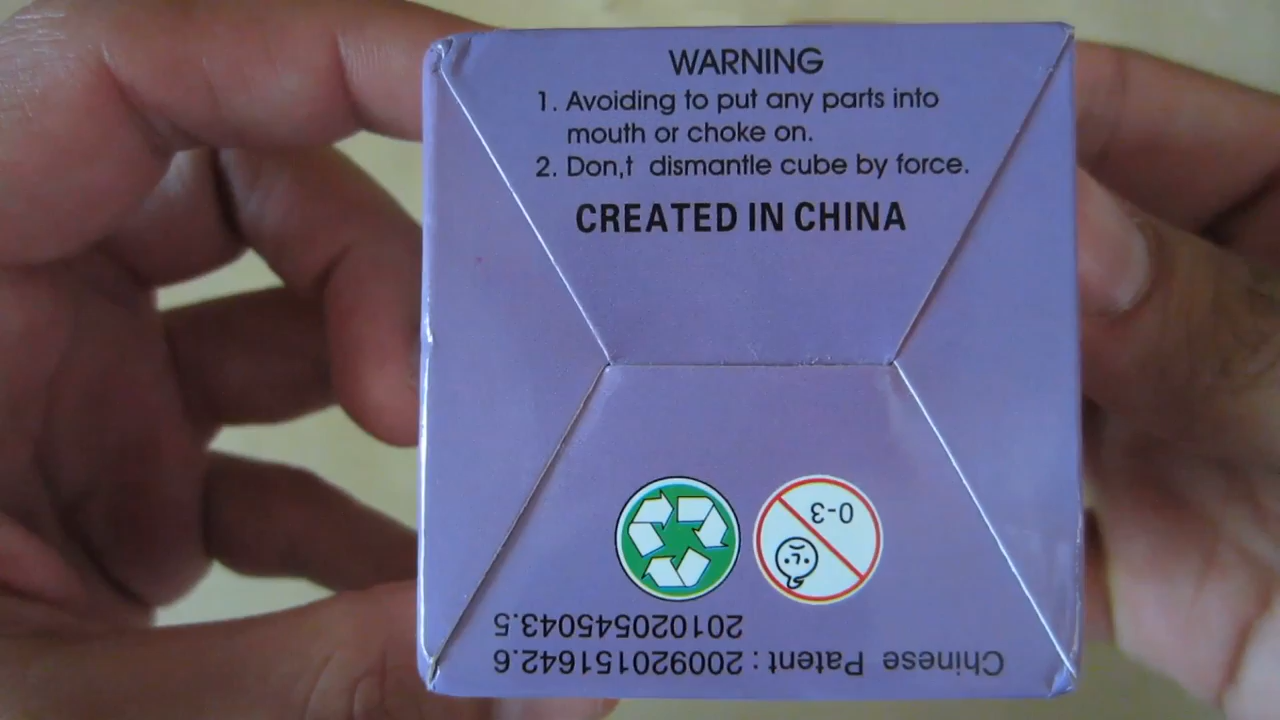 WARNING
1. Avoiding to put any parts into
mouth or choke on.
2. Don,t dismantle cube by force.
CREATED IN CHINA
0-3
Chinese Patent : 200920151642.6
201020545043.5